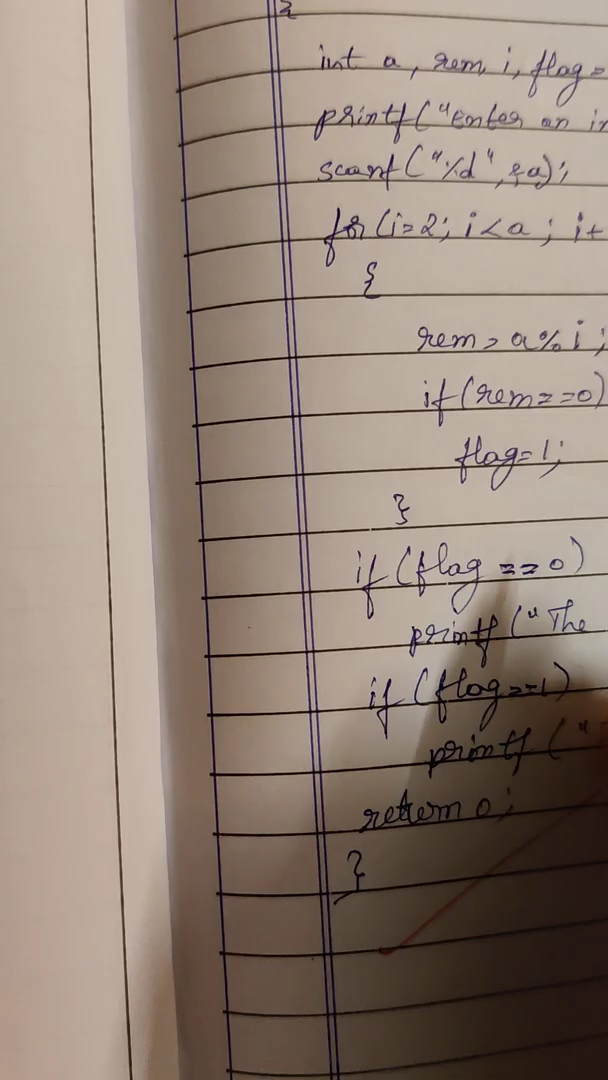 {
int a, rem, i, flag=
printf("Enter an in
scanf("%d", &a);
for(i=2; i<a; i+
{
rem = a%i;
if(rem==0)
flag=1;
}
if(flag==0)
printf("The
if(flag==1)
printf("
return 0;
}